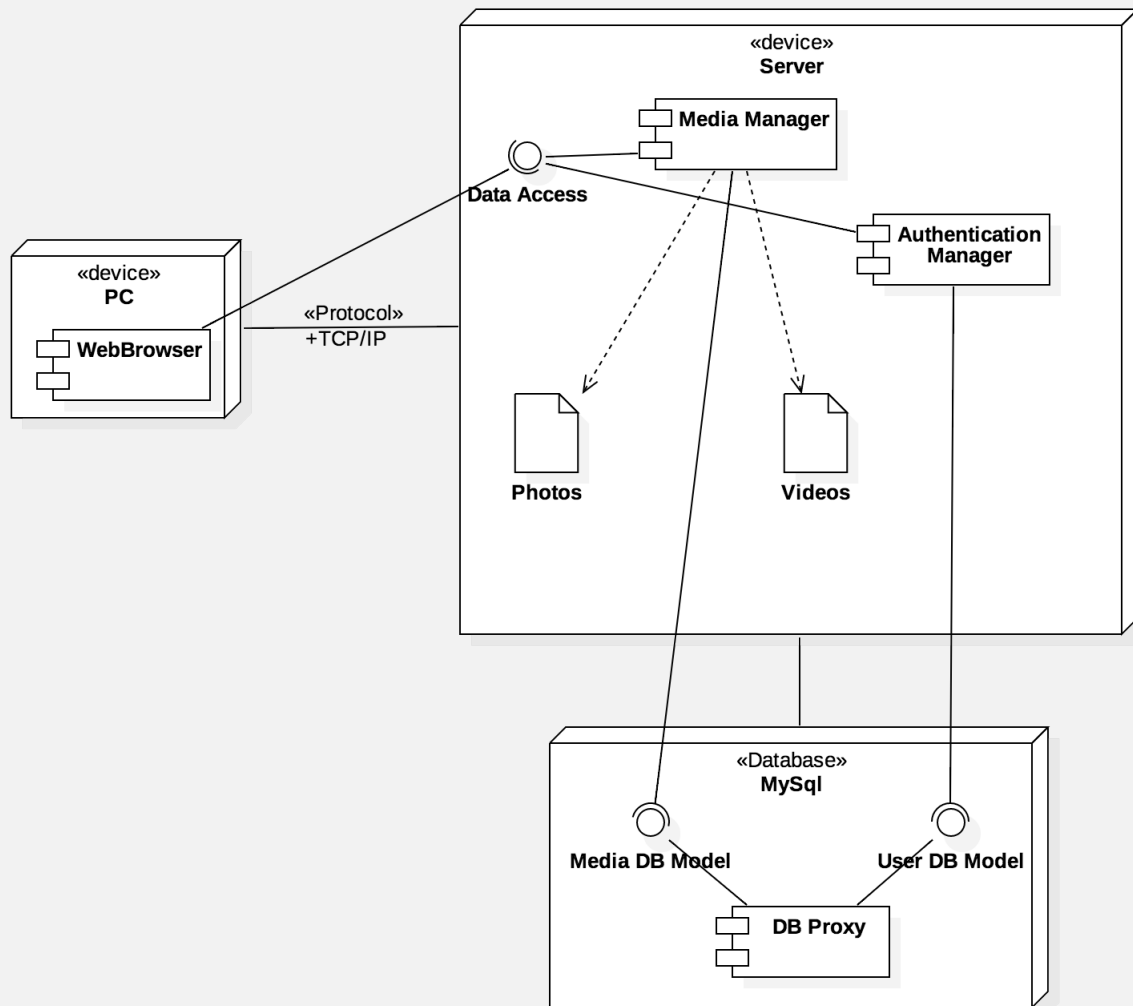 «device»
Server
Media Manager
Data Access
Authentication
Manager
«device»
PC
WebBrowser
«Protocol»
+TCP/IP
Photos
Videos
«Database»
MySql
Media DB Model
User DB Model
DB Proxy